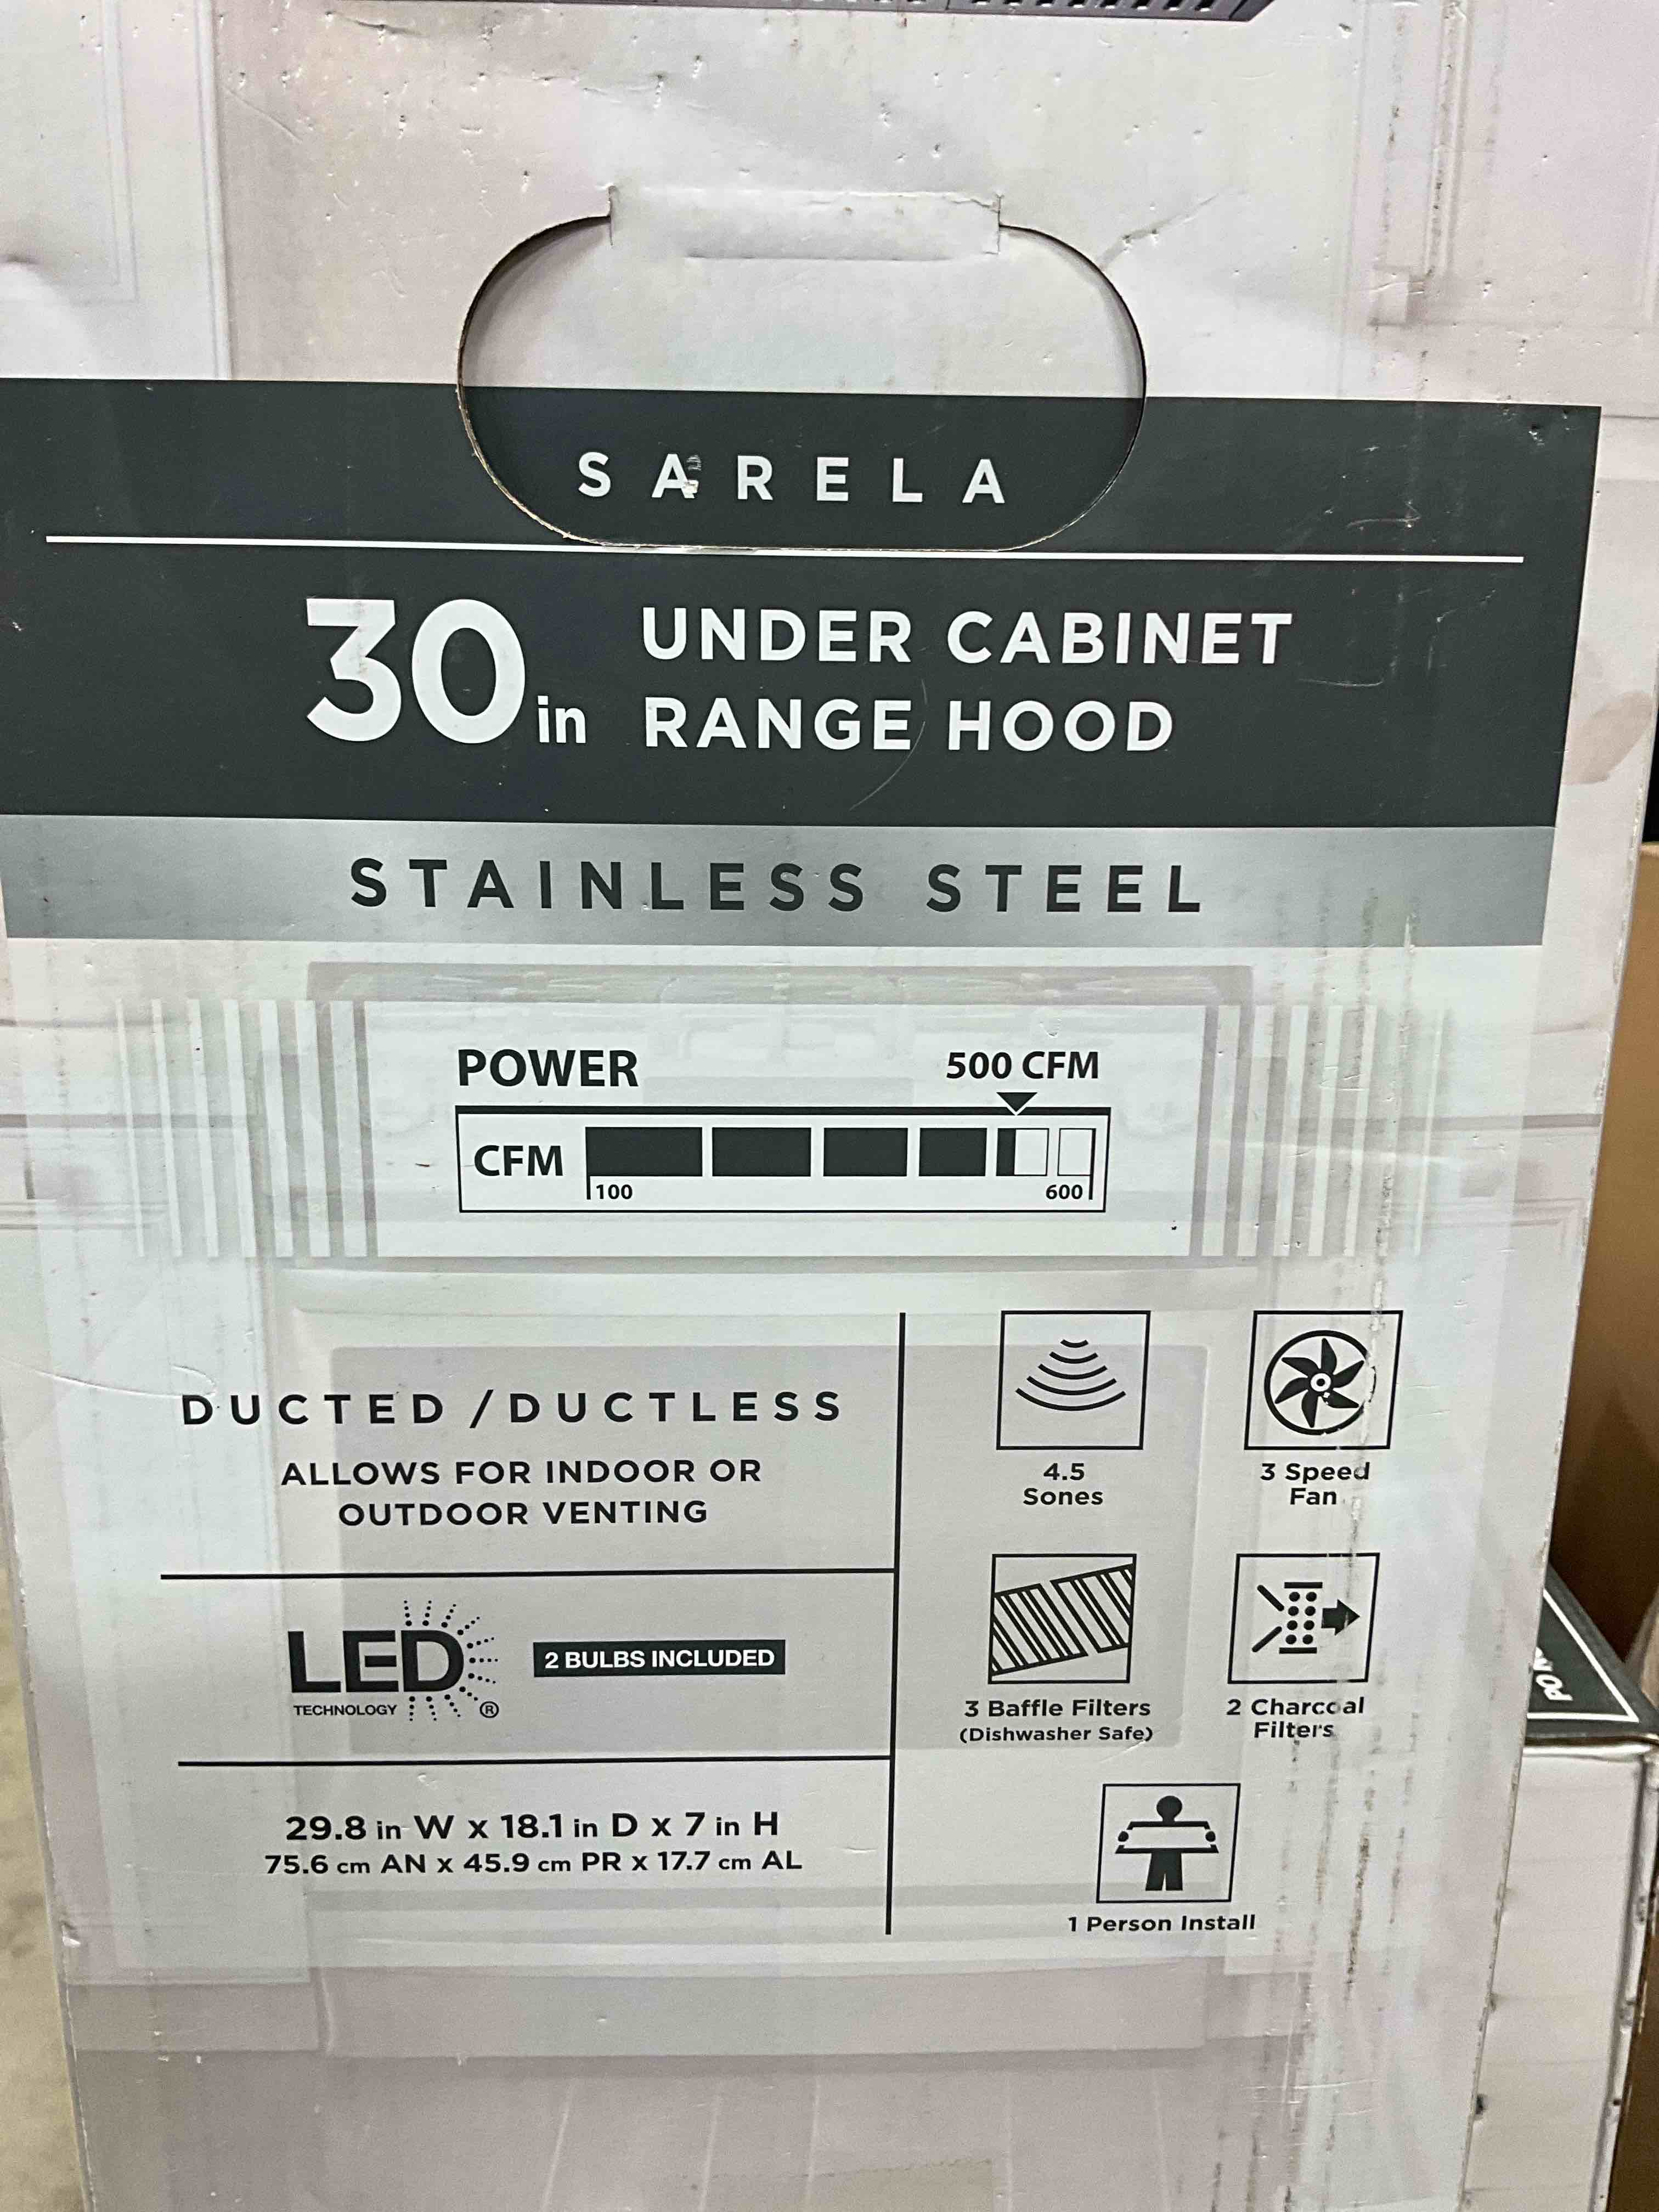 SARELA
30in UNDER CABINET
RANGE HOOD
STAINLESS STEEL
POWER 500 CFM
CFM
100 600
DUCTED / DUCTLESS
ALLOWS FOR INDOOR OR
OUTDOOR VENTING
LED
TECHNOLOGY ®
2 BULBS INCLUDED
29.8 in W x 18.1 in D x 7 in H
75.6 cm AN x 45.9 cm PR x 17.7 cm AL
4.5
Sones
3 Speed
Fan
3 Baffle Filters
(Dishwasher Safe)
2 Charcoal
Filters
1 Person Install